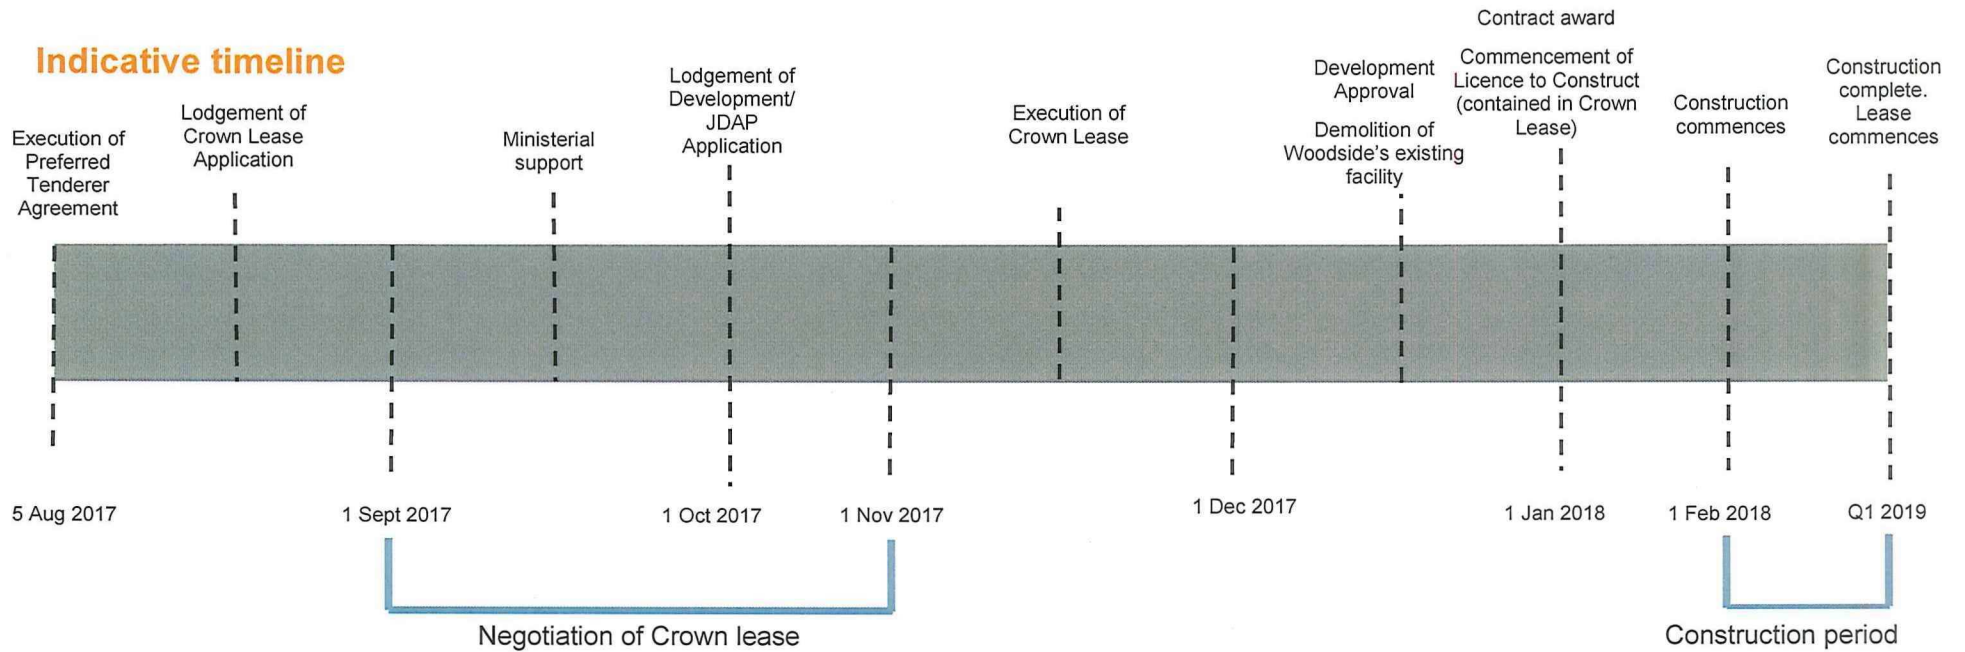 Indicative timeline
Execution of
Preferred
Tenderer
Agreement
Lodgement of
Crown Lease
Application
Ministerial
support
Lodgement of
Development/
JDAP
Application
Execution of
Crown Lease
Development
Approval
Demolition of
Woodside's existing
facility
Contract award
Commencement of
Licence to Construct
(contained in Crown
Lease)
Construction
commences
Construction
complete.
Lease
commences
5 Aug 2017
1 Sept 2017
1 Oct 2017
1 Nov 2017
1 Dec 2017
1 Jan 2018
1 Feb 2018
Q1 2019
Negotiation of Crown lease
Construction period